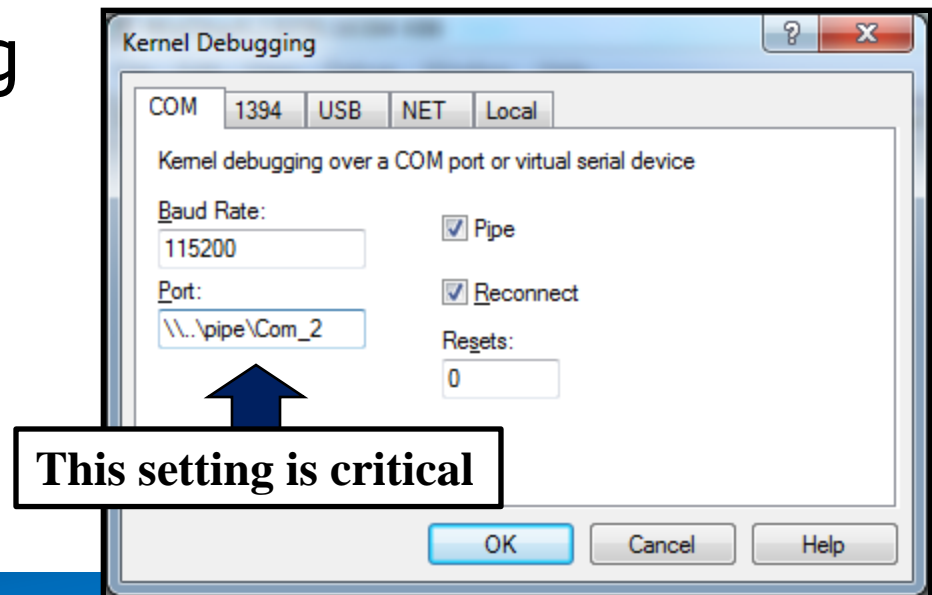 g
Kernel Debugging
COM 1394 USB NET Local
Kernel debugging over a COM port or virtual serial device
Baud Rate:
115200
Pipe
Port:
\\..\pipe\Com_2
Reconnect
Resets:
0
This setting is critical
OK Cancel Help